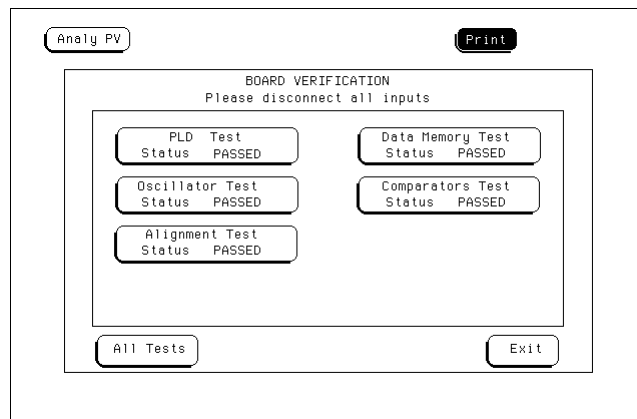 Analy PV
Print
BOARD VERIFICATION
Please disconnect all inputs
PLD Test
Status PASSED
Data Memory Test
Status PASSED
Oscillator Test
Status PASSED
Comparators Test
Status PASSED
Alignment Test
Status PASSED
All Tests
Exit